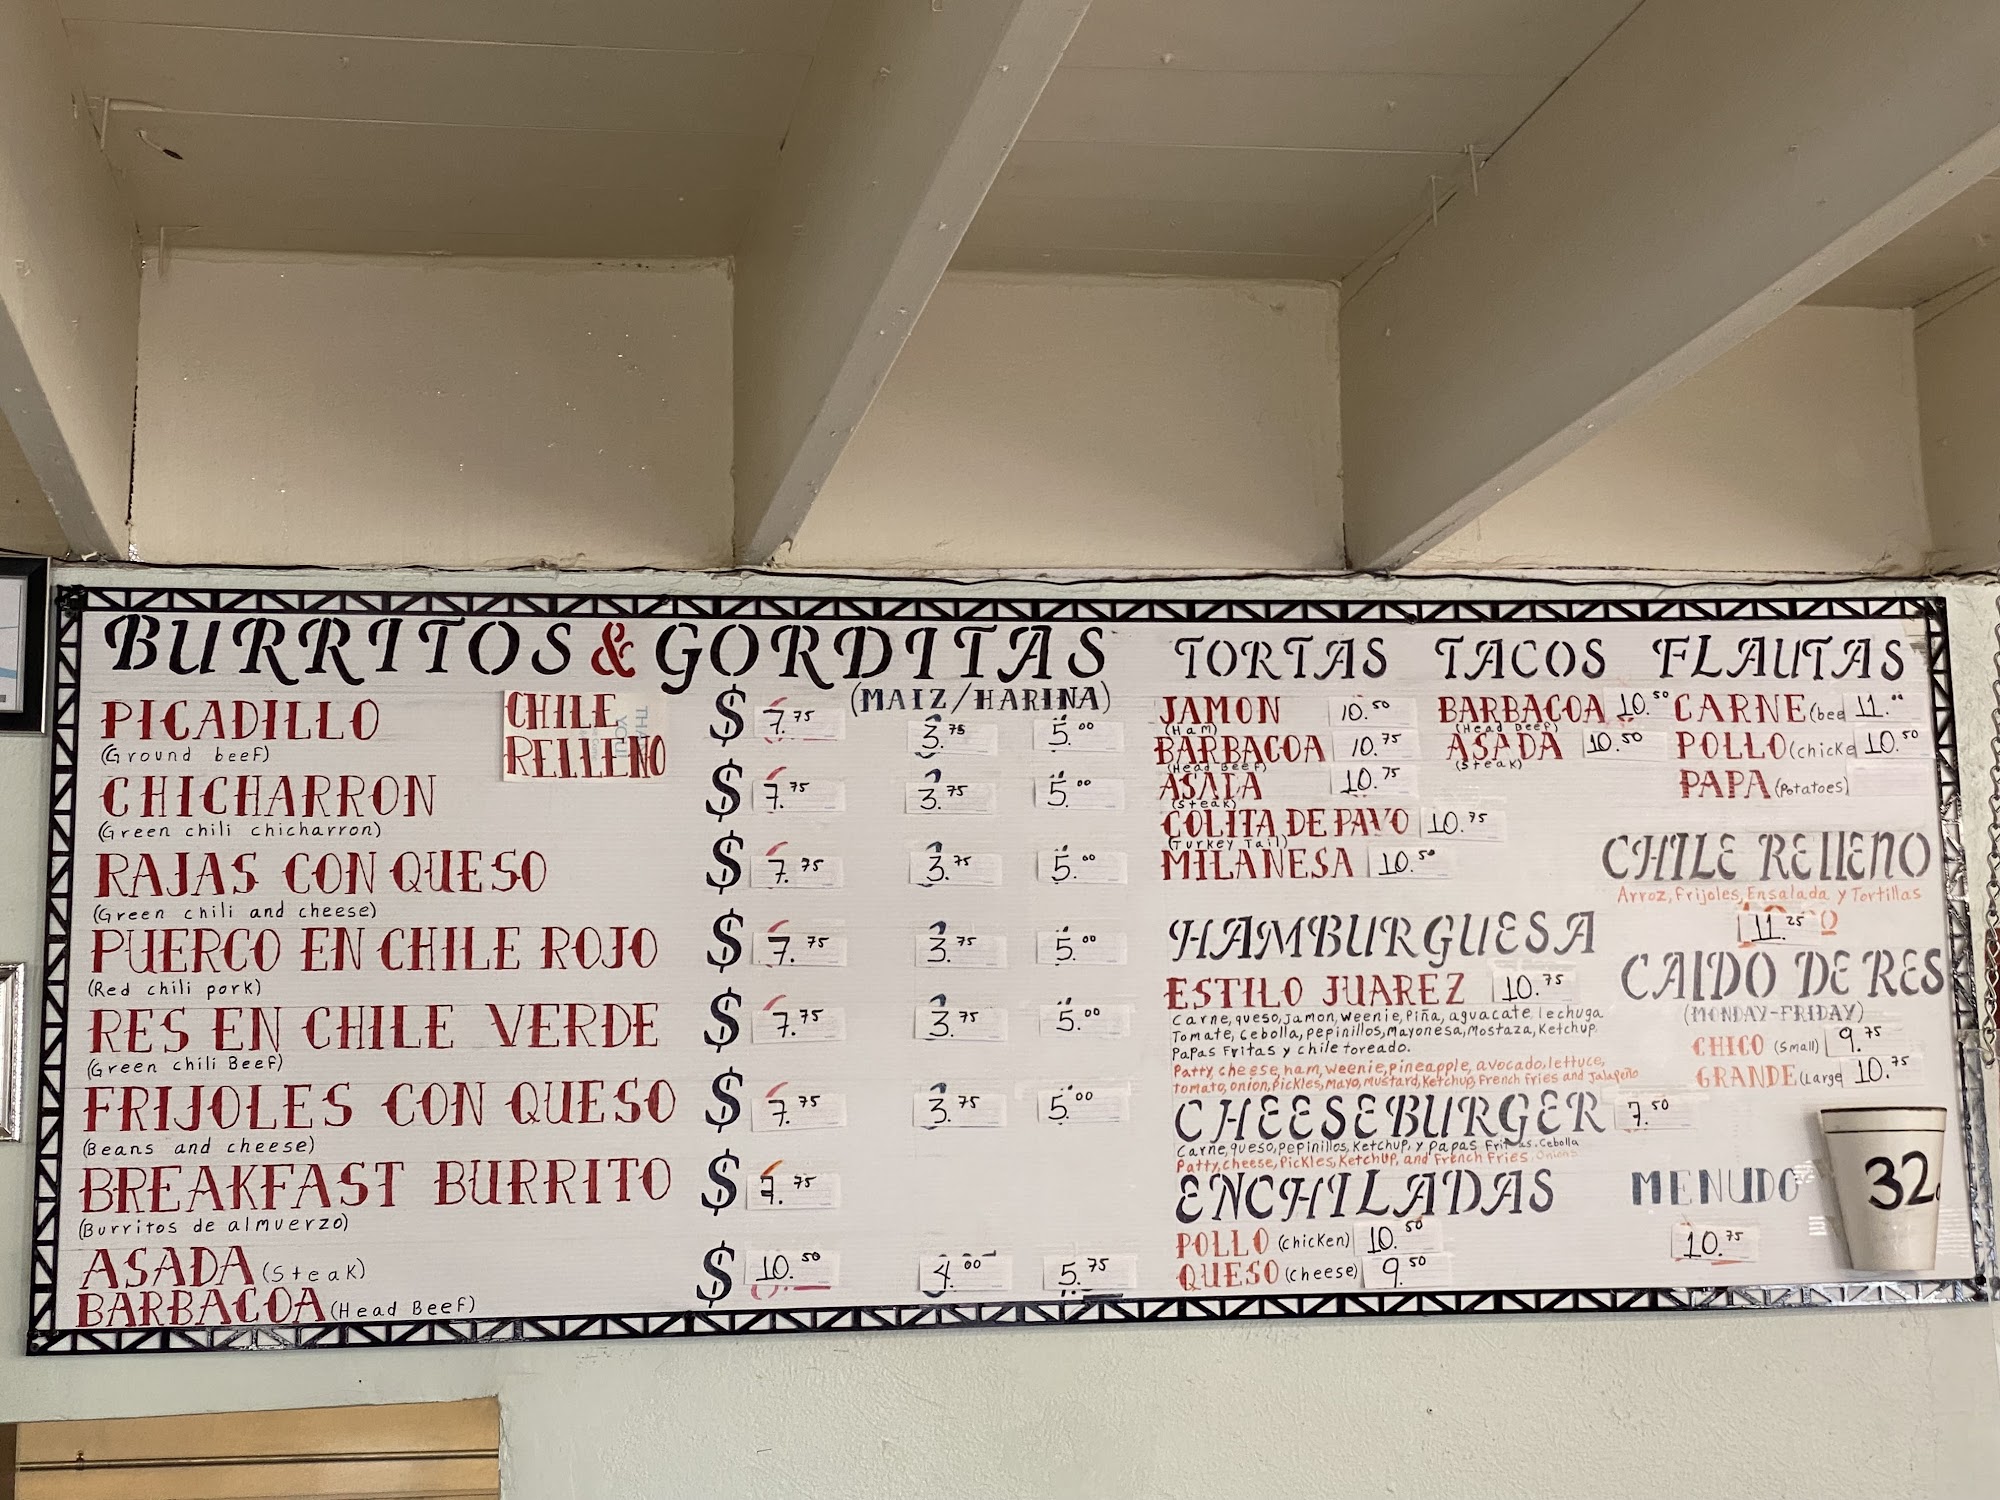 BURRITOS & GORDITAS
(MAIZ/HARINA)
PICADILLO $ 7.75 3.75 5.00
(Ground beef)
CHILE
RELLENO
CHICHARRON $ 7.75 3.75 5.00
(Green chili chicharron)
RAJAS CON QUESO $ 7.75 3.75 5.00
(Green chili and cheese)
PUERCO EN CHILE ROJO $ 7.75 3.75 5.00
(Red chili pork)
RES EN CHILE VERDE $ 7.75 3.75 5.00
(Green chili Beef)
FRIJOLES CON QUESO $ 7.75 3.75 5.00
(Beans and cheese)
BREAKFAST BURRITO $ 7.75
(Burritos de almuerzo)
ASADA (Steak) $ 10.50 4.00 5.75
BARBACOA (Head Beef)
TORTAS
JAMON 10.50
(Ham)
BARBACOA 10.75
(Head Beef)
ASADA 10.75
(Steak)
COLITA DE PAVO 10.75
(Turkey Tail)
MILANESA 10.50
TACOS
BARBACOA 10.50
(Head Beef)
ASADA 10.50
(Steak)
FLAUTAS
CARNE (bee 11.00
POLLO (chicke 10.50
PAPA (Potatoes)
HAMBURGUESA
ESTILO JUAREZ 10.75
Carne, queso, Jamon, weenie, Piña, aguacate, lechuga
Tomate, Cebolla, pepinillos, Mayonesa, Mostaza, Ketchup
Papas Fritas y chile toreado.
Patty, cheese, ham, weenie, pineapple, avocado, lettuce,
tomato, onion, pickles, mayo, mustard, Ketchup, French fries and Jalapeño
CHEESEBURGER 7.50
Carne, queso, pepinillos, Ketchup, y papas Fritas. Cebolla
Patty, cheese, Pickles, Ketchup, and French Fries. Onions
ENCHILADAS
POLLO (chicken) 10.50
QUESO (cheese) 9.50
CHILE RELLENO
Arroz, Frijoles, Ensalada y Tortillas
11.25
CALDO DE RES
(MONDAY-FRIDAY)
CHICO (Small) 9.75
GRANDE (Large 10.75
MENUDO
10.75
32